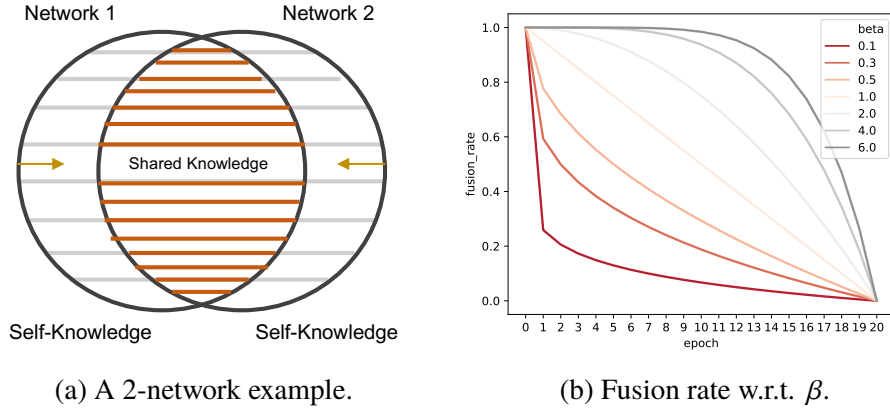 Network 1
Network 2
Shared Knowledge
Self-Knowledge
Self-Knowledge
(a) A 2-network example.
fusion_rate
1.0
0.8
0.6
0.4
0.2
0.0
beta
0.1
0.3
0.5
1.0
2.0
4.0
6.0
0 1 2 3 4 5 6 7 8 9 10 11 12 13 14 15 16 17 18 19 20
epoch
(b) Fusion rate w.r.t. β.